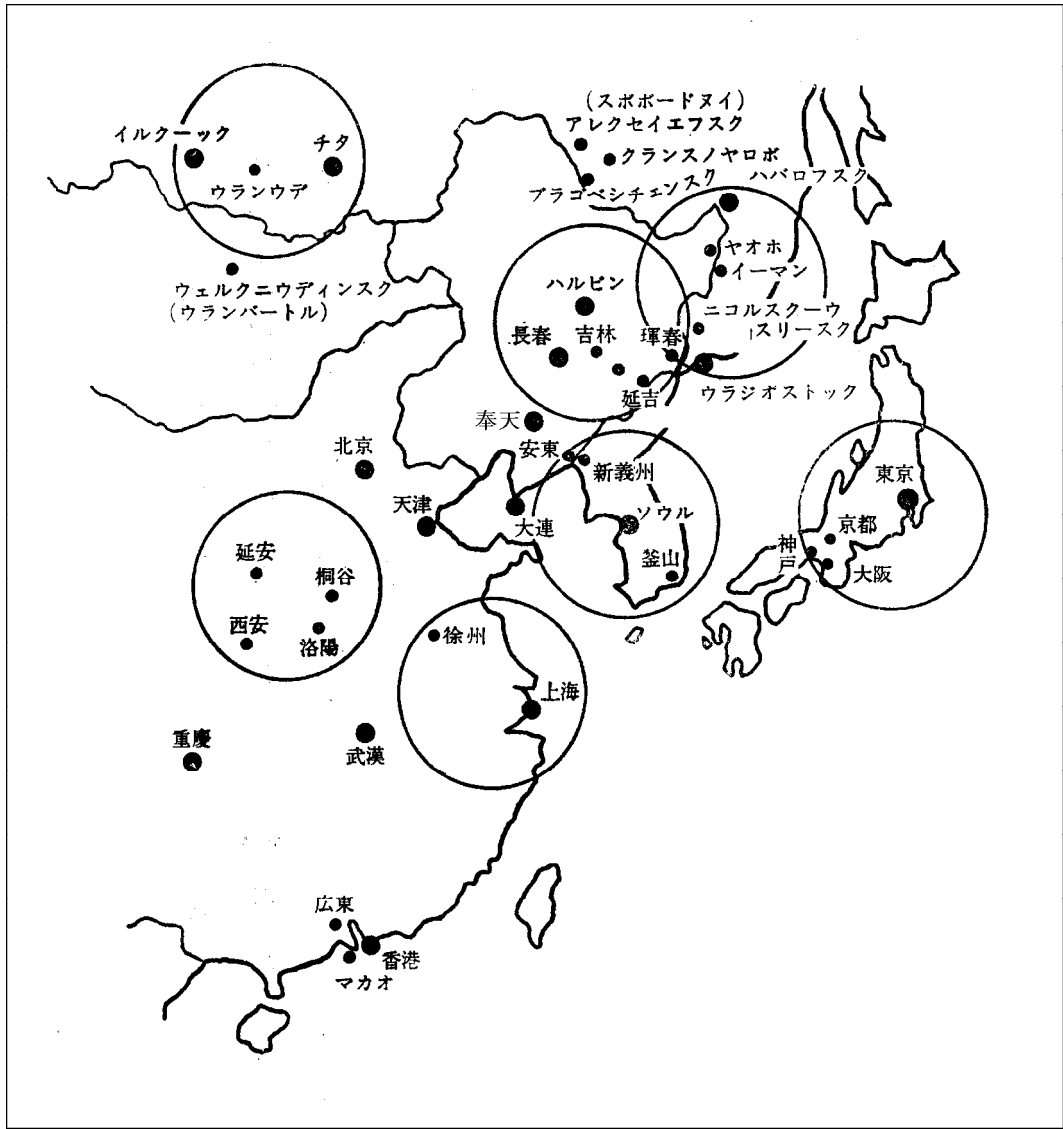 (スボボードヌイ)
アレクセイエフスク
クランスノヤロボ
ブラゴベシチェンスク
ハバロフスク
イルクーック
チタ
ウランウデ
ウェルクニウディンスク
(ウランバートル)
ヤオホ
イーマン
ニコルスクーウ
スリースク
ハルピン
長春
吉林
琿春
延吉
ウラジオストック
奉天
北京
安東
新義州
天津
大連
ソウル
釜山
東京
京都
神戸
大阪
延安
桐谷
西安
洛陽
徐州
上海
重慶
武漢
広東
香港
マカオ